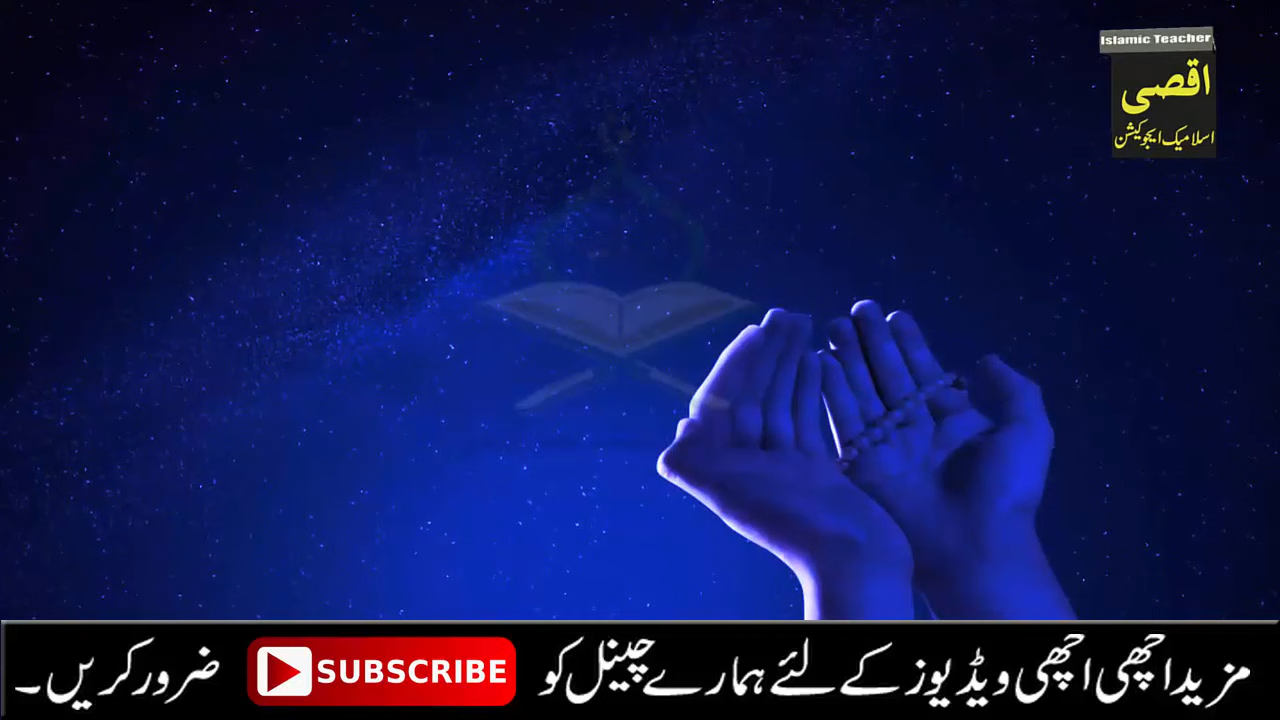 Islamic Teacher
اقصی
اسلامیک ایجوکیشن
مزید اچھی اچھی ویڈیوز کے لئے ہمارے چینل کو SUBSCRIBE ضرور کریں۔